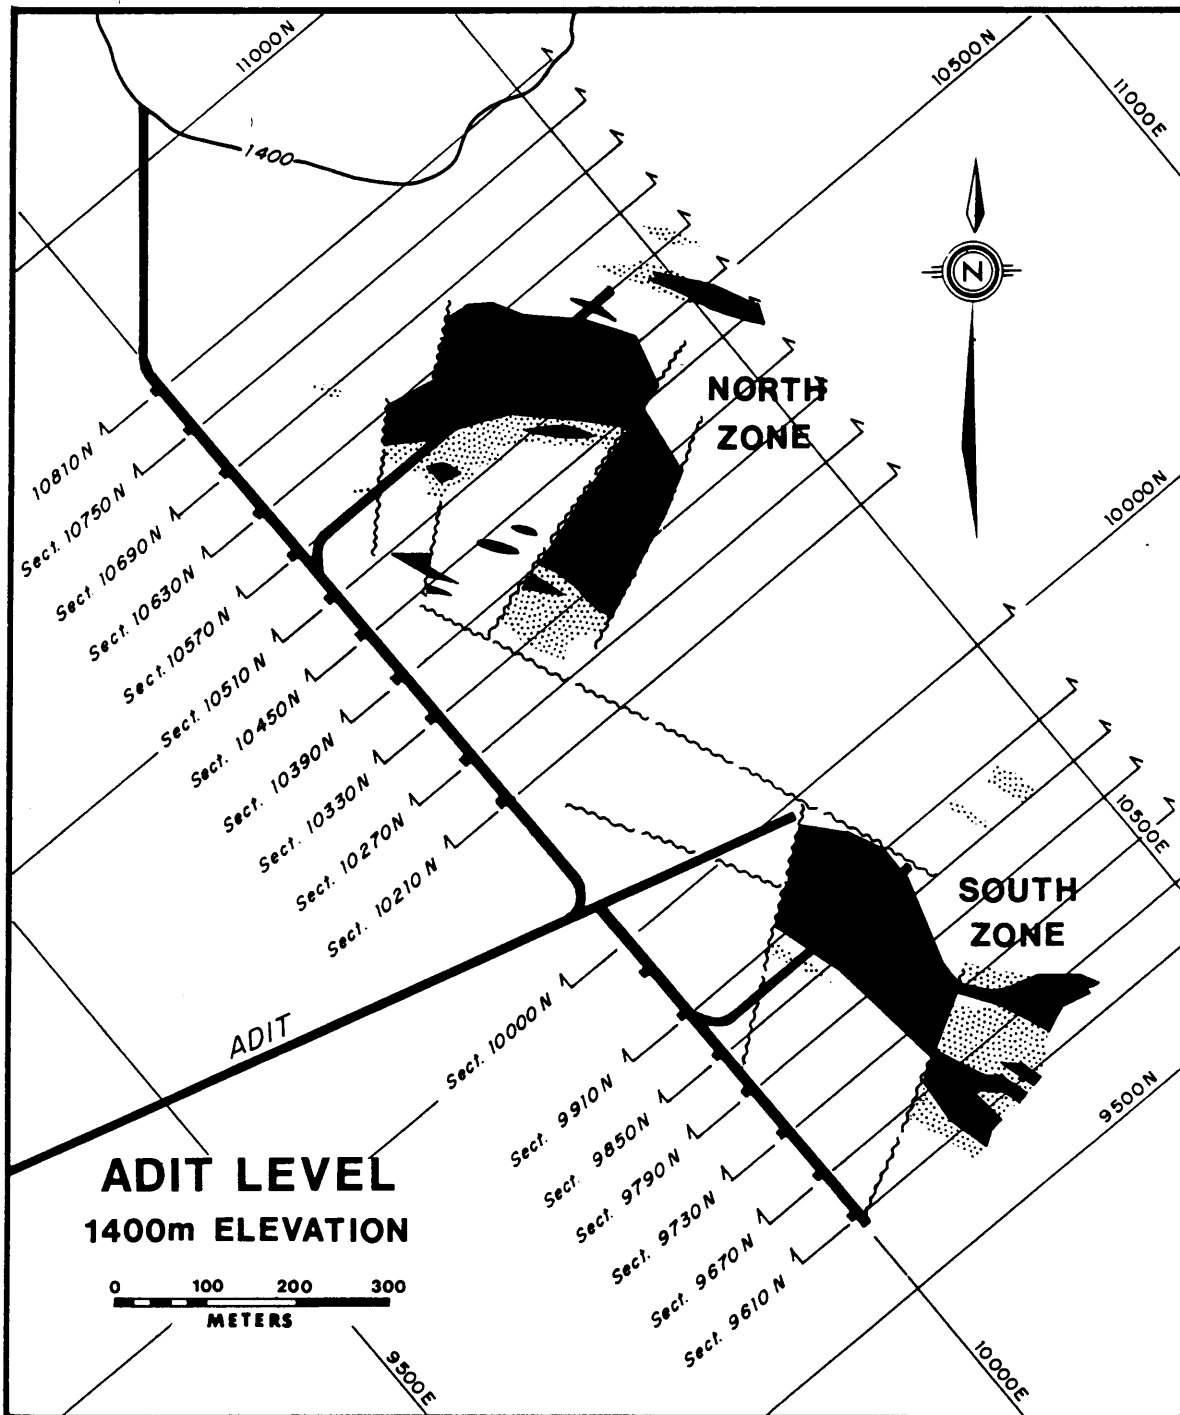 11000N
10500N
11000E
1400
N
NORTH
ZONE
10810N
Sect. 10750N
Sect. 10690N
Sect. 10630N
Sect. 10570N
Sect. 10510N
Sect. 10450N
Sect. 10390N
Sect. 10330N
Sect. 10270N
Sect. 10210N
10000N
10500E
SOUTH
ZONE
ADIT
Sect. 10000N
Sect. 9910N
Sect. 9850N
Sect. 9790N
Sect. 9730N
Sect. 9670N
Sect. 9610N
9500N
ADIT LEVEL
1400m ELEVATION
0 100 200 300
METERS
9500E
10000E